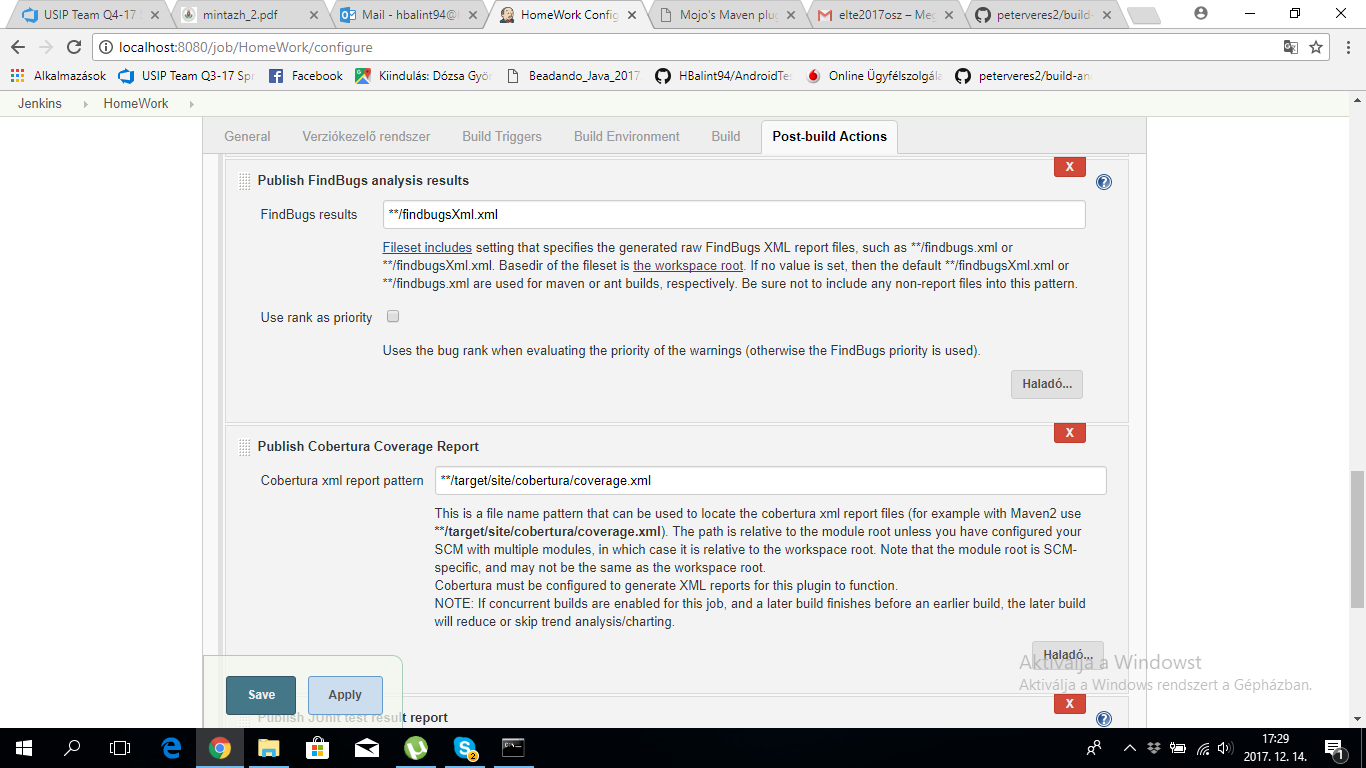 USIP Team Q4-17
mintazh_2.pdf
Mail - hbalint94@
HomeWork Config
Mojo's Maven plug
elte2017osz – Meg
peterveres2/build-
localhost:8080/job/HomeWork/configure
Alkalmazások
USIP Team Q3-17 Spr
Facebook
Kiindulás: Dózsa Györ
Beadando_Java_2017
HBalint94/AndroidTes
Online Ügyfélszolgála
peterveres2/build-an
Jenkins
HomeWork
General
Verziókezelő rendszer
Build Triggers
Build Environment
Build
Post-build Actions
X
Publish FindBugs analysis results
?
FindBugs results
**/findbugsXml.xml
Fileset includes setting that specifies the generated raw FindBugs XML report files, such as **/findbugs.xml or
**/findbugsXml.xml. Basedir of the fileset is the workspace root. If no value is set, then the default **/findbugsXml.xml or
**/findbugs.xml are used for maven or ant builds, respectively. Be sure not to include any non-report files into this pattern.
Use rank as priority
Uses the bug rank when evaluating the priority of the warnings (otherwise the FindBugs priority is used).
Haladó...
X
Publish Cobertura Coverage Report
Cobertura xml report pattern
**/target/site/cobertura/coverage.xml
This is a file name pattern that can be used to locate the cobertura xml report files (for example with Maven2 use
**/target/site/cobertura/coverage.xml). The path is relative to the module root unless you have configured your
SCM with multiple modules, in which case it is relative to the workspace root. Note that the module root is SCM-
specific, and may not be the same as the workspace root.
Cobertura must be configured to generate XML reports for this plugin to function.
NOTE: If concurrent builds are enabled for this job, and a later build finishes before an earlier build, the later build
will reduce or skip trend analysis/charting.
Haladó...
Aktiválja a Windowst
Aktiválja a Windows rendszert a Gépházban.
Save
Apply
X
Publish JUnit test result report
?
2
17:29
2017. 12. 14.
1